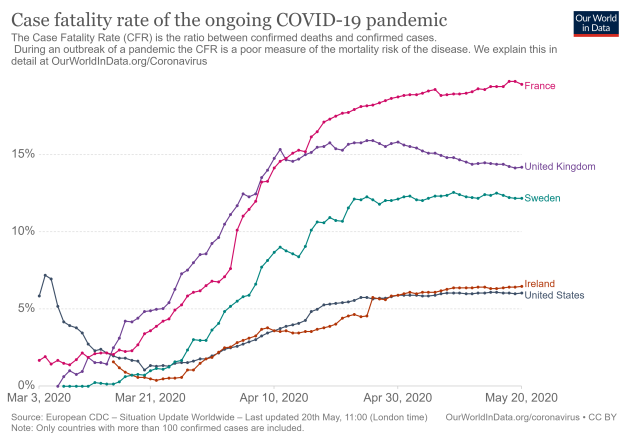 Case fatality rate of the ongoing COVID-19 pandemic
Our World
in Data
The Case Fatality Rate (CFR) is the ratio between confirmed deaths and confirmed cases.
During an outbreak of a pandemic the CFR is a poor measure of the mortality risk of the disease. We explain this in
detail at OurWorldInData.org/Coronavirus
France
15%
United Kingdom
Sweden
10%
Ireland
United States
5%
0%
Mar 3, 2020
Mar 21, 2020
Apr 10, 2020
Apr 30, 2020
May 20, 2020
Source: European CDC – Situation Update Worldwide – Last updated 20th May, 11:00 (London time)
OurWorldInData.org/coronavirus • CC BY
Note: Only countries with more than 100 confirmed cases are included.